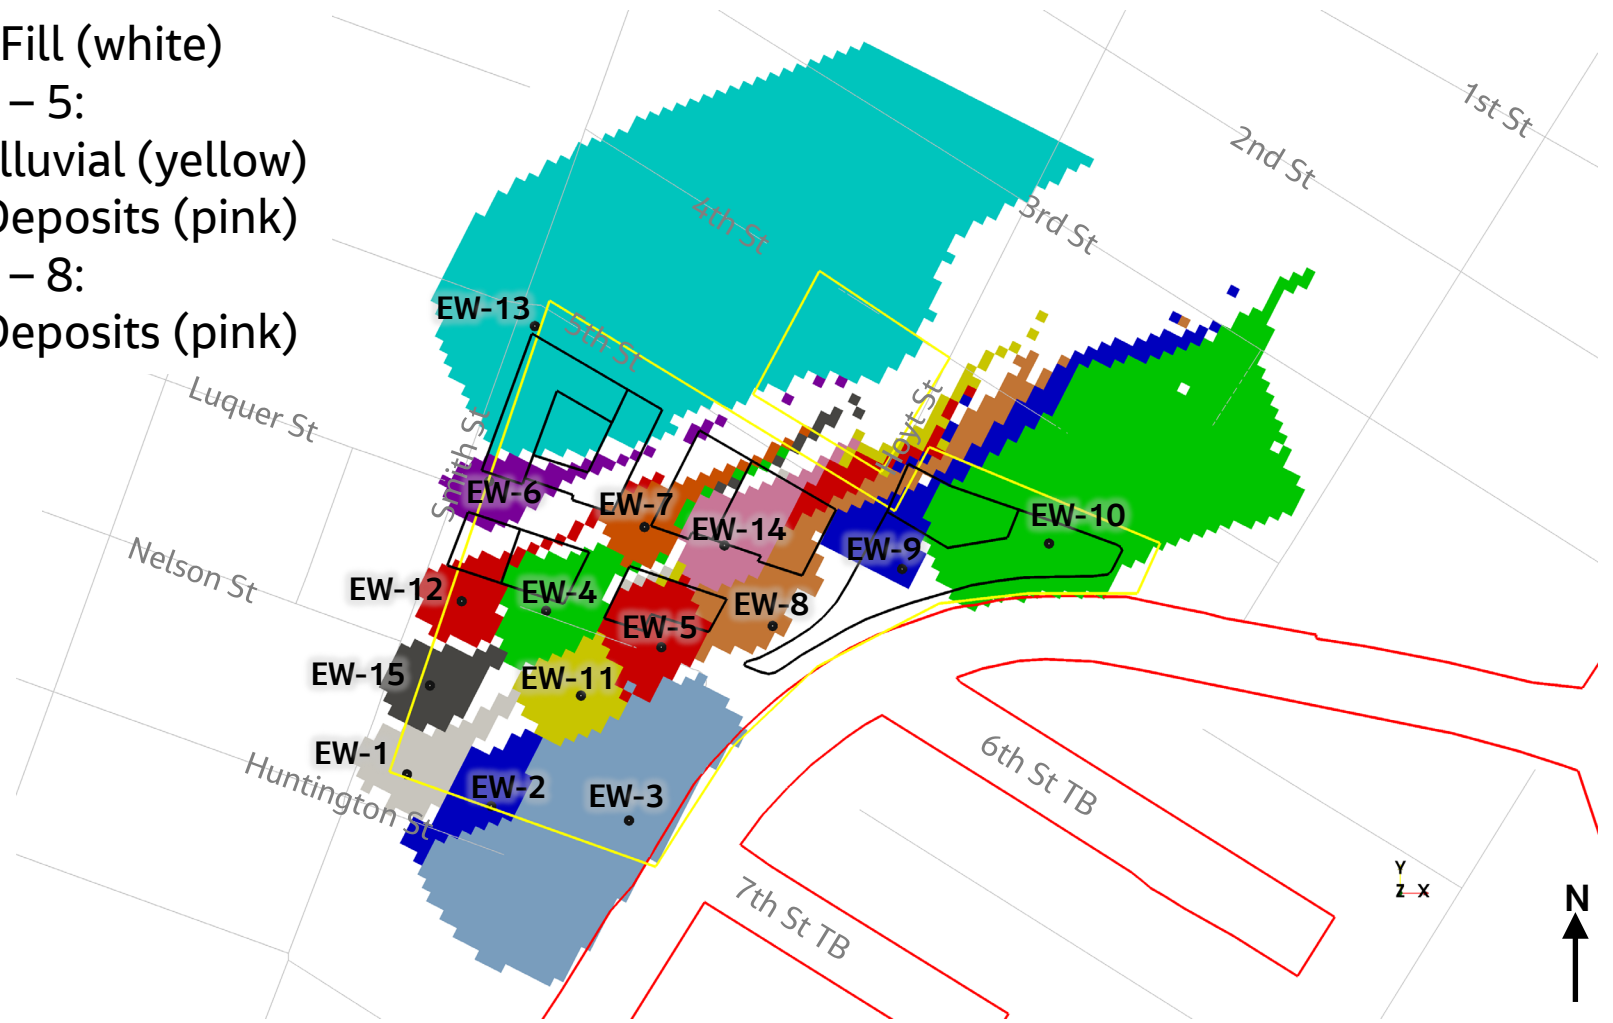 Fill (white)
– 5:
lluvial (yellow)
Deposits (pink)
– 8:
Deposits (pink)
1st St
2nd St
3rd St
4th St
5th St
EW-13
Luquer St
Smith St
Hoyt St
EW-6
EW-7
EW-14
EW-10
EW-9
Nelson St
EW-12
EW-4
EW-8
EW-5
EW-15
EW-11
EW-1
EW-2
EW-3
Huntington St
6th St TB
7th St TB
Y
Z X
N